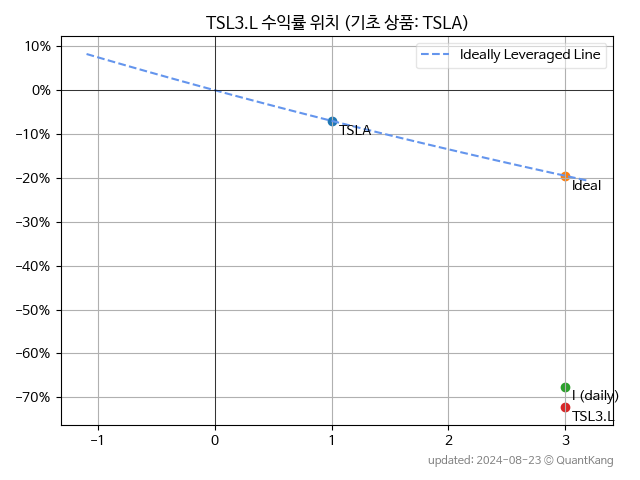 TSL3.L 수익률 위치 (기초 상품: TSLA)
10%
0%
−10%
−20%
−30%
−40%
−50%
−60%
−70%
Ideally Leveraged Line
TSLA
Ideal
I (daily)
TSL3.L
−1
0
1
2
3
updated: 2024-08-23 © QuantKang